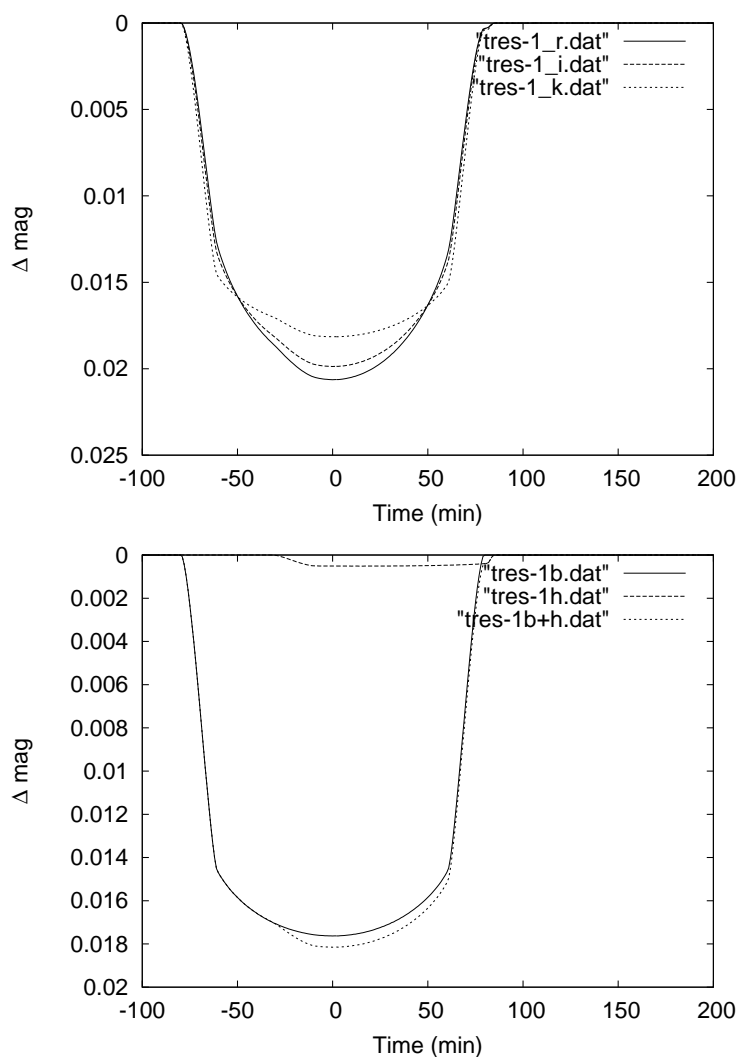 0
0.005
0.01
0.015
0.02
0.025
-100 -50 0 50 100 150 200
Δ mag
Time (min)
"tres-1_r.dat"
"tres-1_i.dat"
"tres-1_k.dat"
0
0.002
0.004
0.006
0.008
0.01
0.012
0.014
0.016
0.018
0.02
-100 -50 0 50 100 150 200
Δ mag
Time (min)
"tres-1b.dat"
"tres-1h.dat"
"tres-1b+h.dat"